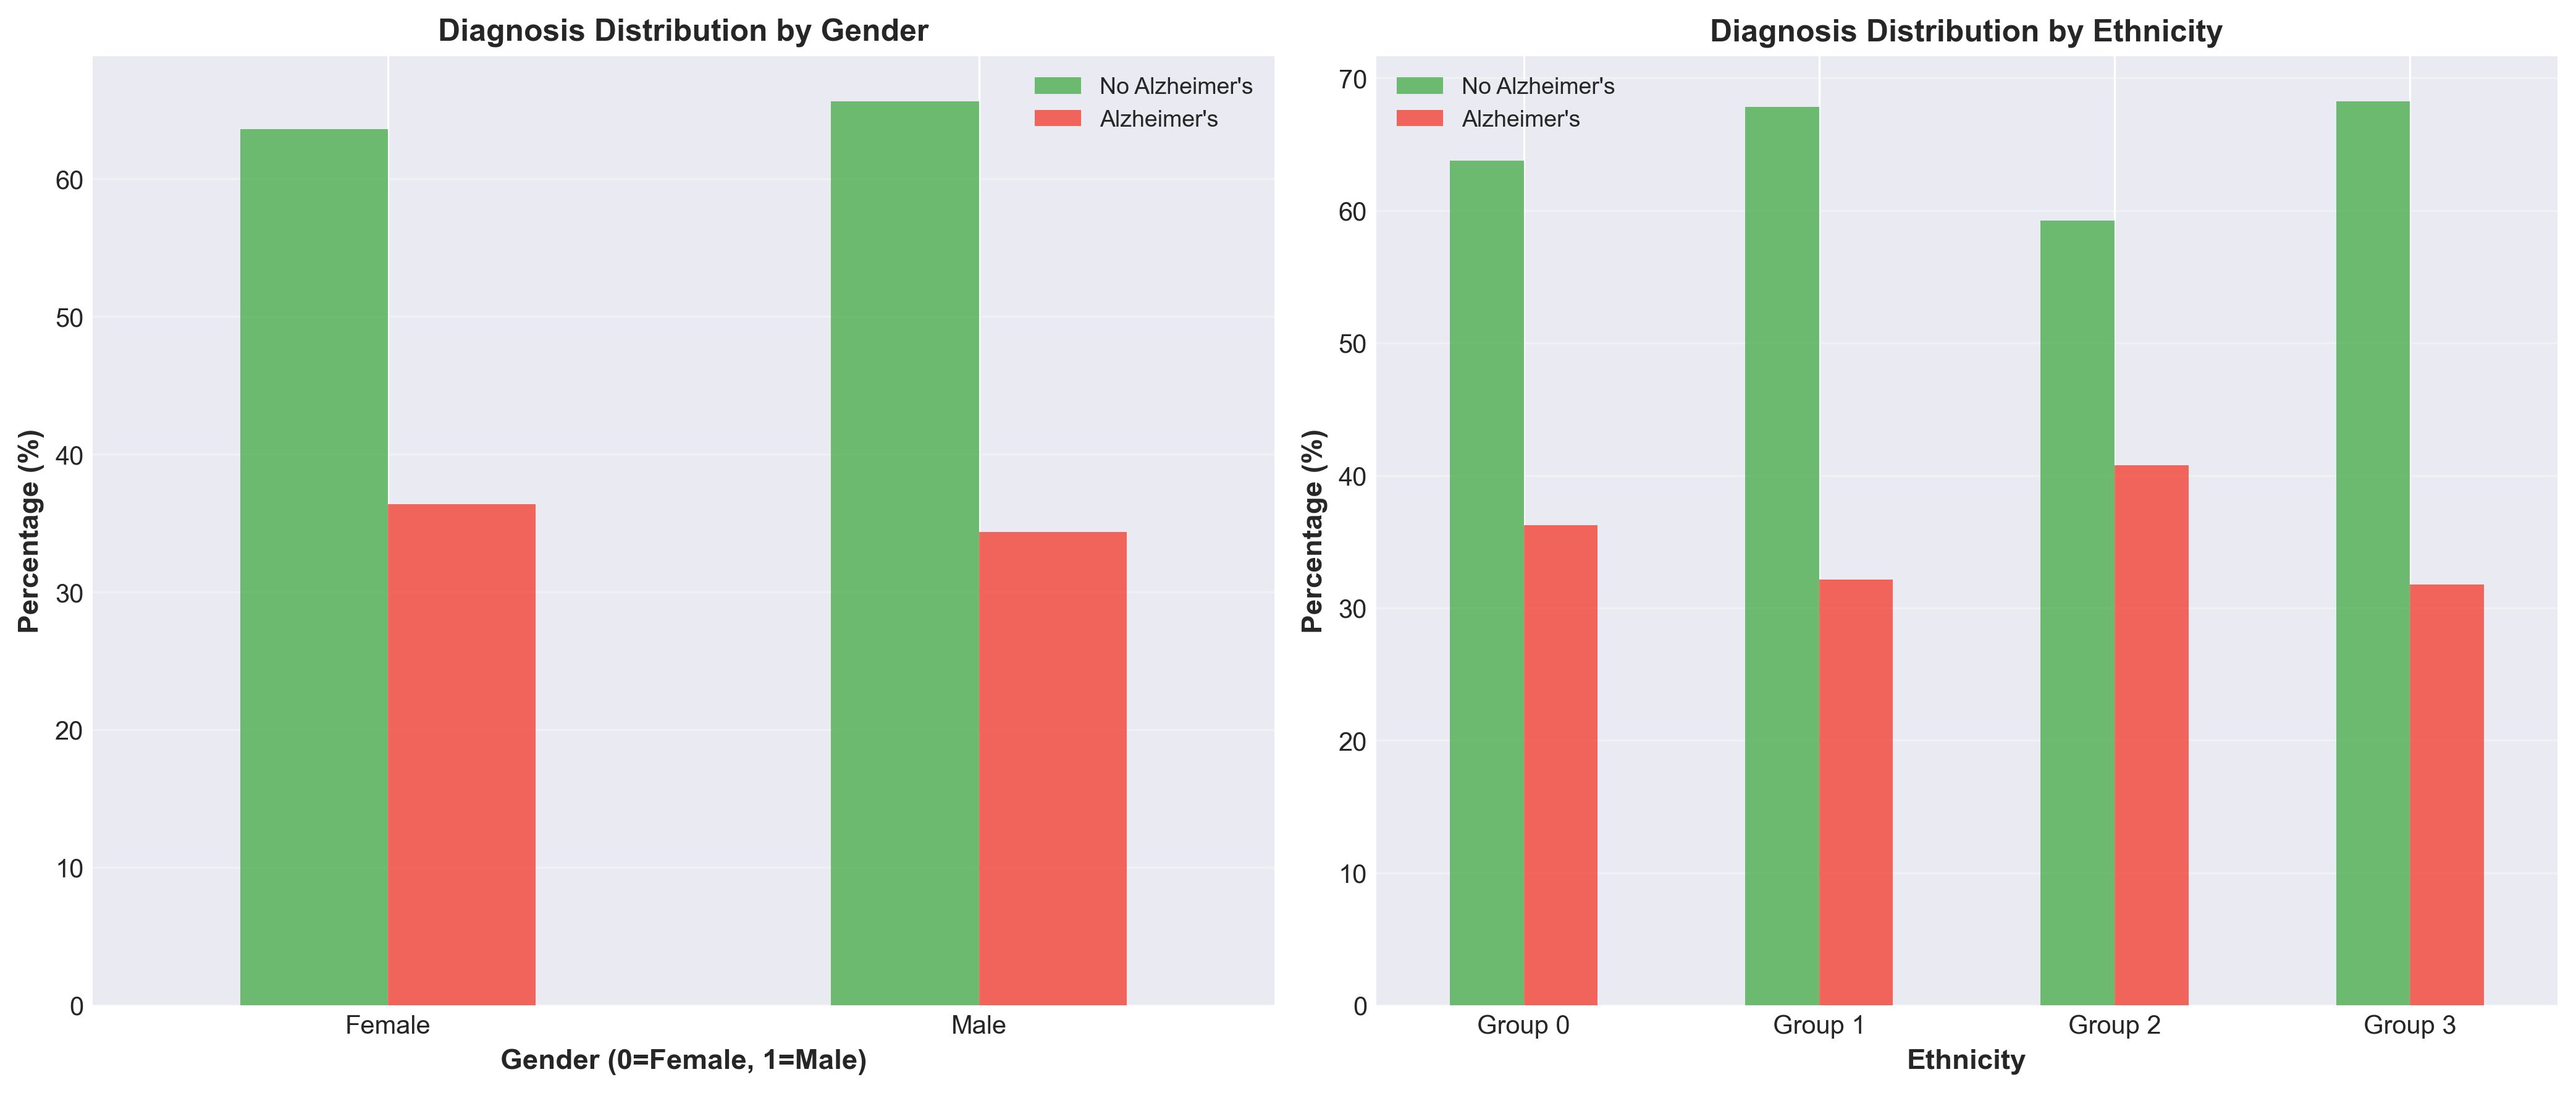 Diagnosis Distribution by Gender
No Alzheimer's
Alzheimer's
60
50
40
30
20
10
0
Percentage (%)
Female
Male
Gender (0=Female, 1=Male)
Diagnosis Distribution by Ethnicity
No Alzheimer's
Alzheimer's
70
60
50
40
30
20
10
0
Percentage (%)
Group 0
Group 1
Group 2
Group 3
Ethnicity